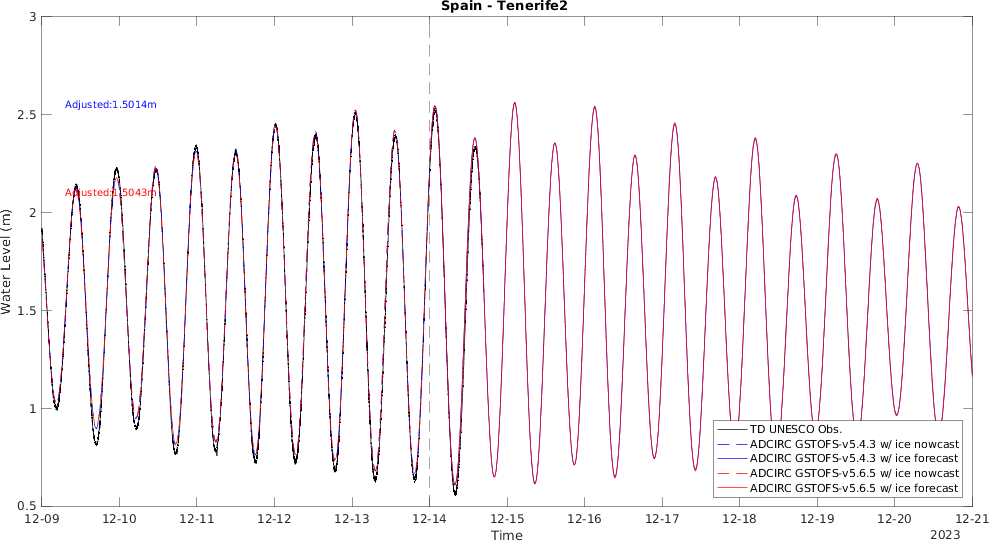 Spain - Tenerife2
3
2.5
2
1.5
1
0.5
Water Level (m)
Adjusted:1.5014m
Adjusted:1.5043m
TD UNESCO Obs.
ADCIRC GSTOFS-v5.4.3 w/ ice nowcast
ADCIRC GSTOFS-v5.4.3 w/ ice forecast
ADCIRC GSTOFS-v5.6.5 w/ ice nowcast
ADCIRC GSTOFS-v5.6.5 w/ ice forecast
12-09 12-10 12-11 12-12 12-13 12-14 12-15 12-16 12-17 12-18 12-19 12-20 12-21
Time
2023